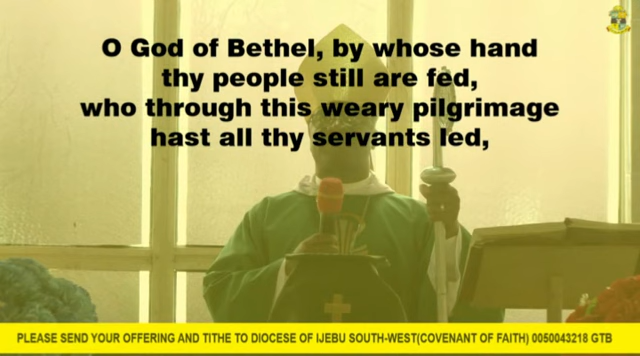 O God of Bethel, by whose hand
thy people still are fed,
who through this weary pilgrimage
hast all thy servants led,
PLEASE SEND YOUR OFFERING AND TITHE TO DIOCESE OF IJEBU SOUTH-WEST(COVENANT OF FAITH) 0050043218 GTB